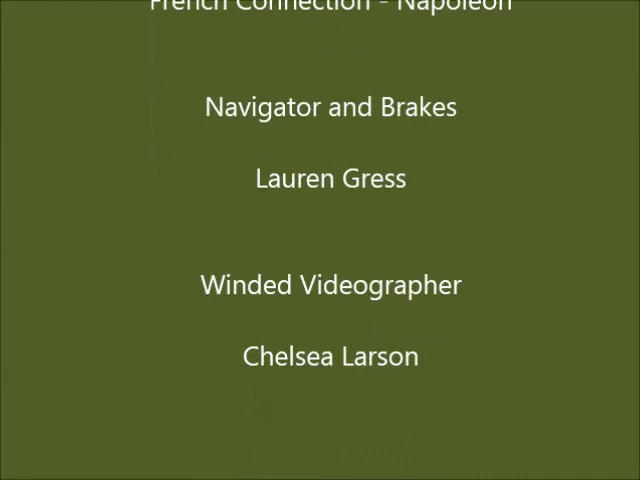 French Connection - Napoleon
Navigator and Brakes
Lauren Gress
Winded Videographer
Chelsea Larson